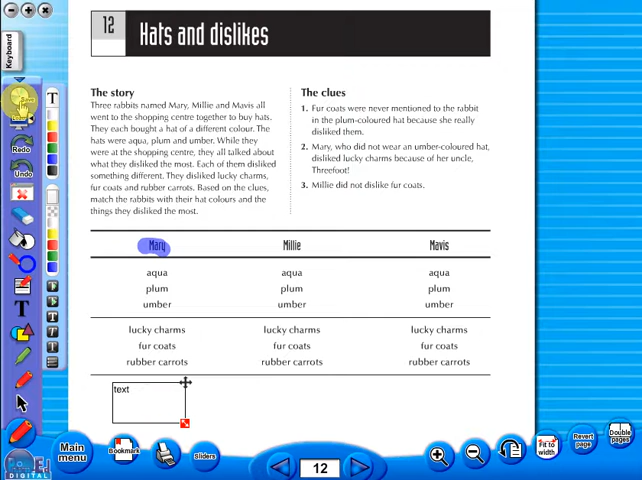 Keyboard
12
Hats and dislikes
The story
Three rabbits named Mary, Millie and Mavis all
went to the shopping centre together to buy hats.
They each bought a hat of a different colour. The
hats were aqua, plum and umber. While they
were at the shopping centre, they all talked about
what they disliked the most. Each of them disliked
something different. They disliked lucky charms,
fur coats and rubber carrots. Based on the clues,
match the rabbits with their hat colours and the
things they disliked the most.
The clues
1. Fur coats were never mentioned to the rabbit
in the plum-coloured hat because she really
disliked them.
2. Mary, who did not wear an umber-coloured hat,
disliked lucky charms because of her uncle,
Threefoot!
3. Millie did not dislike fur coats.
Mary Millie Mavis
aqua aqua aqua
plum plum plum
umber umber umber
lucky charms lucky charms lucky charms
fur coats fur coats fur coats
rubber carrots rubber carrots rubber carrots
text
Save
Redo
Undo
T
T
DIGITAL
Main
menu
Bookmark
Sliders
12
Fit to
width
Revert
page
Double
pages